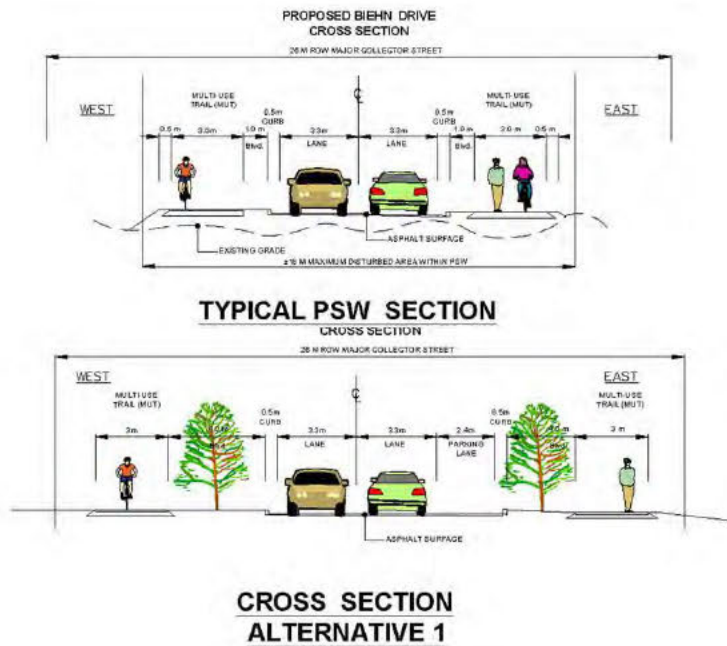 PROPOSED BIEHN DRIVE
CROSS SECTION
26 M ROW MAJOR COLLECTOR STREET
WEST
MULTI-USE
TRAIL (MUT)
0.5m
CURB
℄
0.5m
CURB
MULTI-USE
TRAIL (MUT)
EAST
0.5 m
3.0m
1.0 m
Blvd.
3.3m
LANE
3.3m
LANE
1.0 m
Blvd.
0.5m
ASPHALT SURFACE
EXISTING GRADE
M MAXIMUM DISTURBED AREA WITHIN PSW
TYPICAL PSW SECTION
CROSS SECTION
26 M ROW MAJOR COLLECTOR STREET
WEST
MULTI-USE
TRAIL (MUT)
0.5m
CURB
℄
0.5m
CURB
EAST
MULTI-USE
TRAIL (MUT)
3m
3.3m
LANE
3.3m
LANE
2.4m
PARKING
LANE
3 m
ASPHALT SURFACE
CROSS SECTION
ALTERNATIVE 1